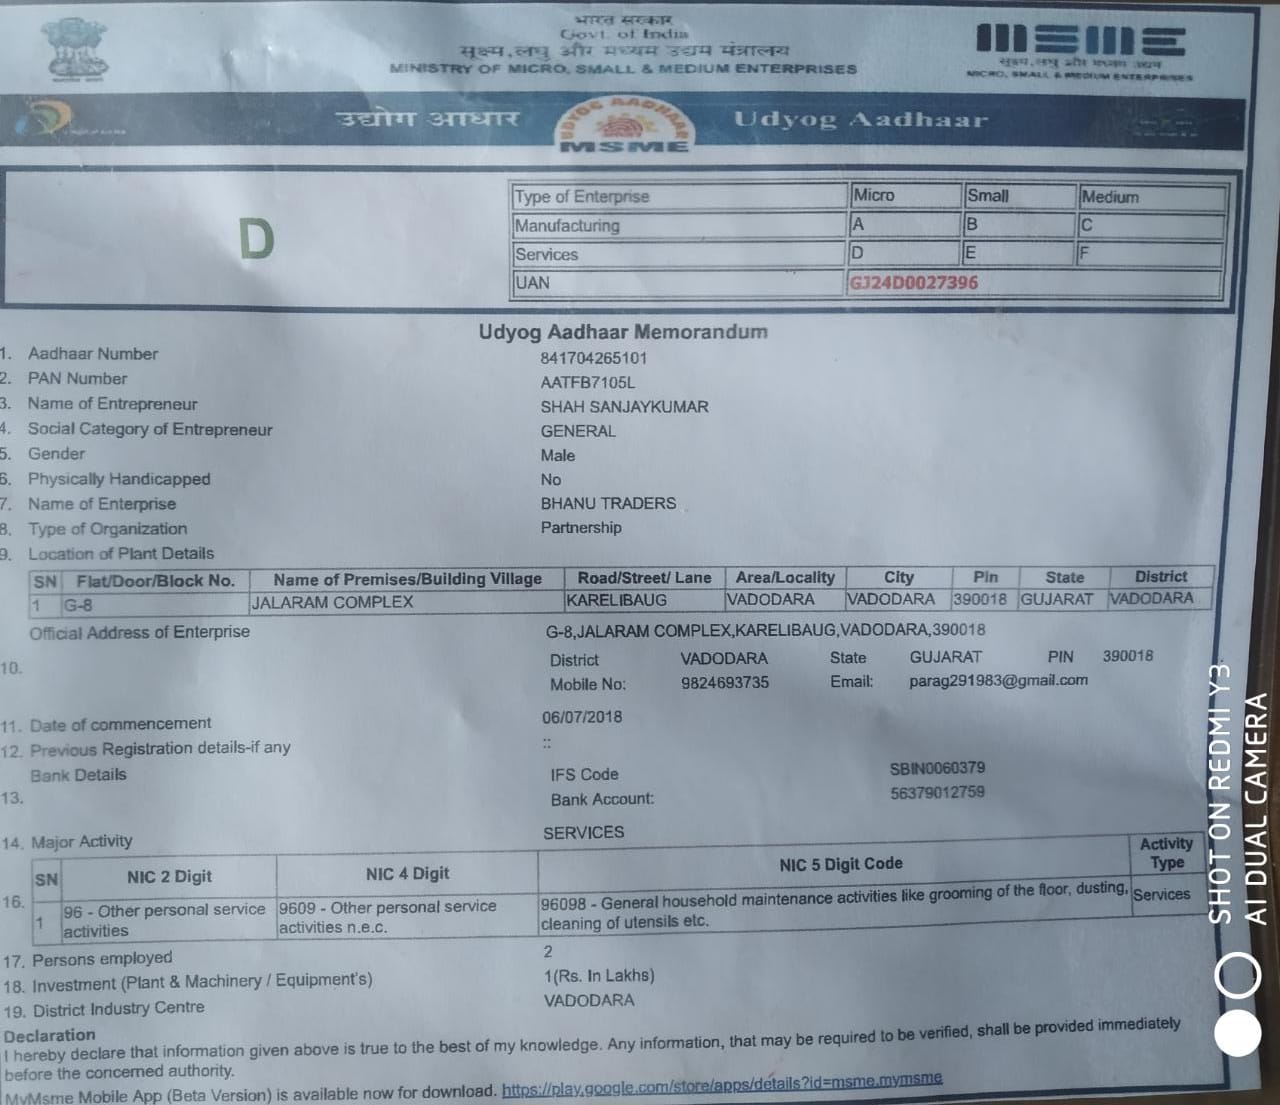 भारत सरकार
Govt. of India
सूक्ष्म,लघु और मध्यम उद्यम मंत्रालय
MINISTRY OF MICRO, SMALL & MEDIUM ENTERPRISES
msme
सूक्ष्म,लघु और मध्यम उद्यम
MICRO, SMALL & MEDIUM ENTERPRISES
उद्योग आधार
UDYOG AADHAAR
MSME
Udyog Aadhaar
D
Type of Enterprise Micro Small Medium
Manufacturing A B C
Services D E F
UAN GJ24D0027396
Udyog Aadhaar Memorandum
1. Aadhaar Number 841704265101
2. PAN Number AATFB7105L
3. Name of Entrepreneur SHAH SANJAYKUMAR
4. Social Category of Entrepreneur GENERAL
5. Gender Male
6. Physically Handicapped No
7. Name of Enterprise BHANU TRADERS
8. Type of Organization Partnership
9. Location of Plant Details
SN Flat/Door/Block No. Name of Premises/Building Village Road/Street/ Lane Area/Locality City Pin State District
1 G-8 JALARAM COMPLEX KARELIBAUG VADODARA VADODARA 390018 GUJARAT VADODARA
Official Address of Enterprise G-8,JALARAM COMPLEX,KARELIBAUG,VADODARA,390018
10. District VADODARA State GUJARAT PIN 390018
Mobile No: 9824693735 Email: parag291983@gmail.com
11. Date of commencement 06/07/2018
12. Previous Registration details-if any ::
Bank Details IFS Code SBIN0060379
13. Bank Account: 56379012759
14. Major Activity SERVICES
SN NIC 2 Digit NIC 4 Digit NIC 5 Digit Code Activity Type
16. 1 96 - Other personal service activities 9609 - Other personal service activities n.e.c. 96098 - General household maintenance activities like grooming of the floor, dusting, cleaning of utensils etc. Services
17. Persons employed 2
18. Investment (Plant & Machinery / Equipment's) 1(Rs. In Lakhs)
19. District Industry Centre VADODARA
Declaration
I hereby declare that information given above is true to the best of my knowledge. Any information, that may be required to be verified, shall be provided immediately
before the concerned authority.
MyMsme Mobile App (Beta Version) is available now for download. https://play.google.com/store/apps/details?id=msme.mymsme
SHOT ON REDMI Y3
AI DUAL CAMERA